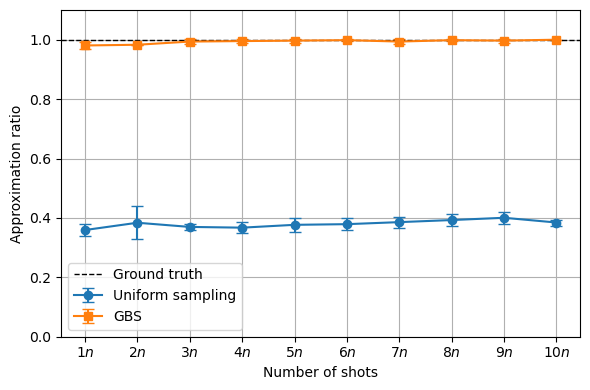 Approximation ratio
1.0
0.8
0.6
0.4
0.2
0.0
Ground truth
Uniform sampling
GBS
1n 2n 3n 4n 5n 6n 7n 8n 9n 10n
Number of shots